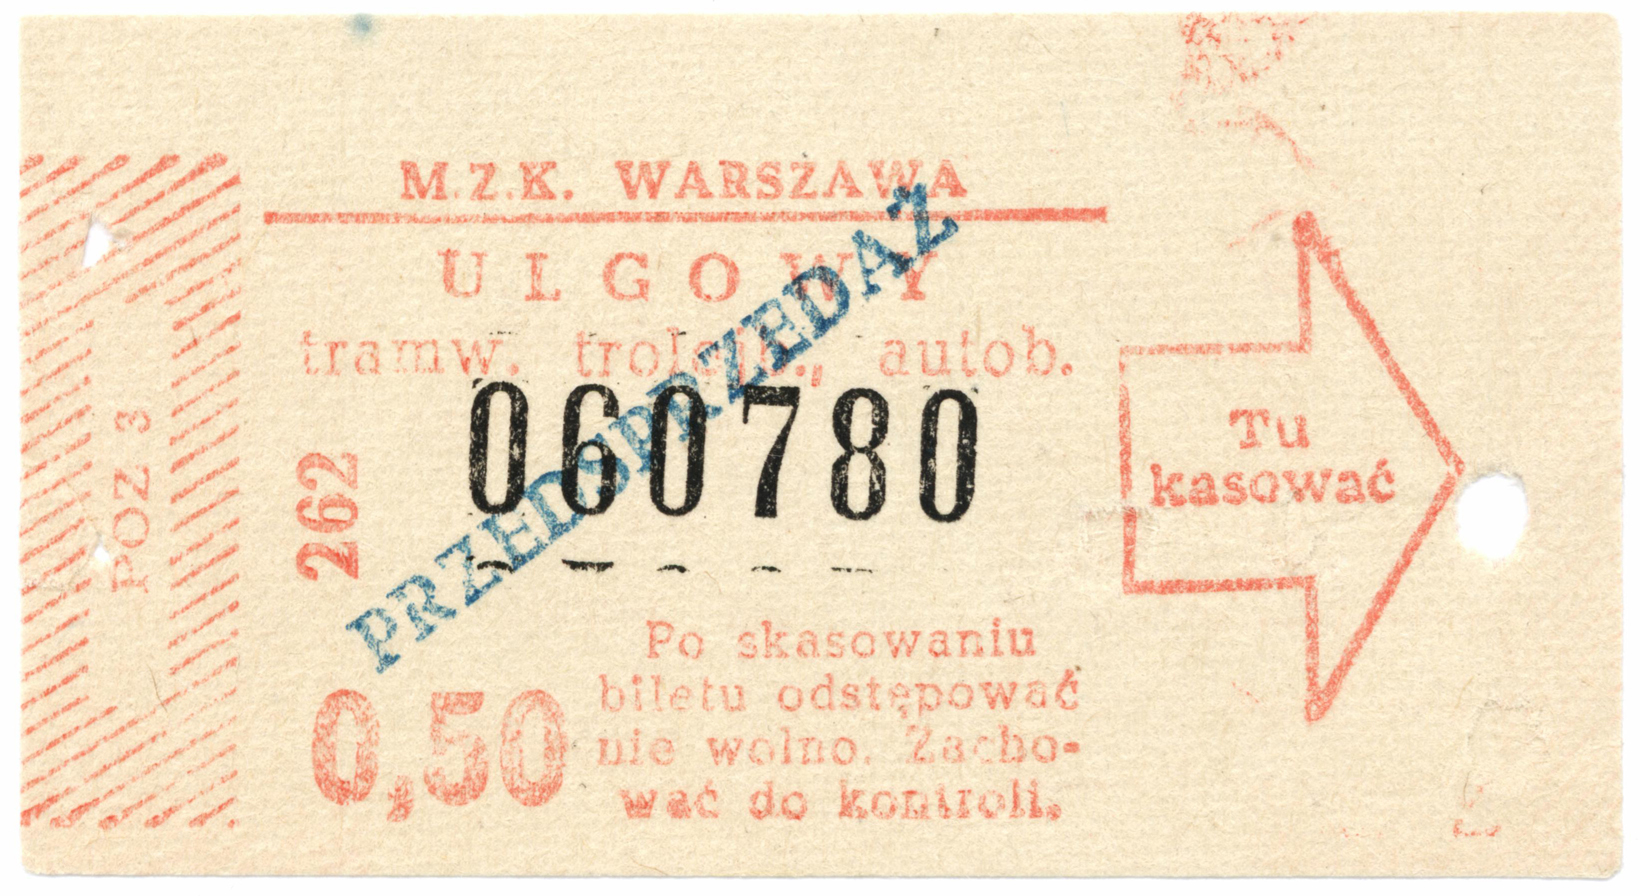 M.Z.K. WARSZAWA
ULGOWY
tramw. trolejb., autob.
060780
PRZEDSPRZEDAŻ
POZ 3
262
Tu
kasować
0,50
Po skasowaniu
biletu odstępować
nie wolno. Zacho-
wać do kontroli.